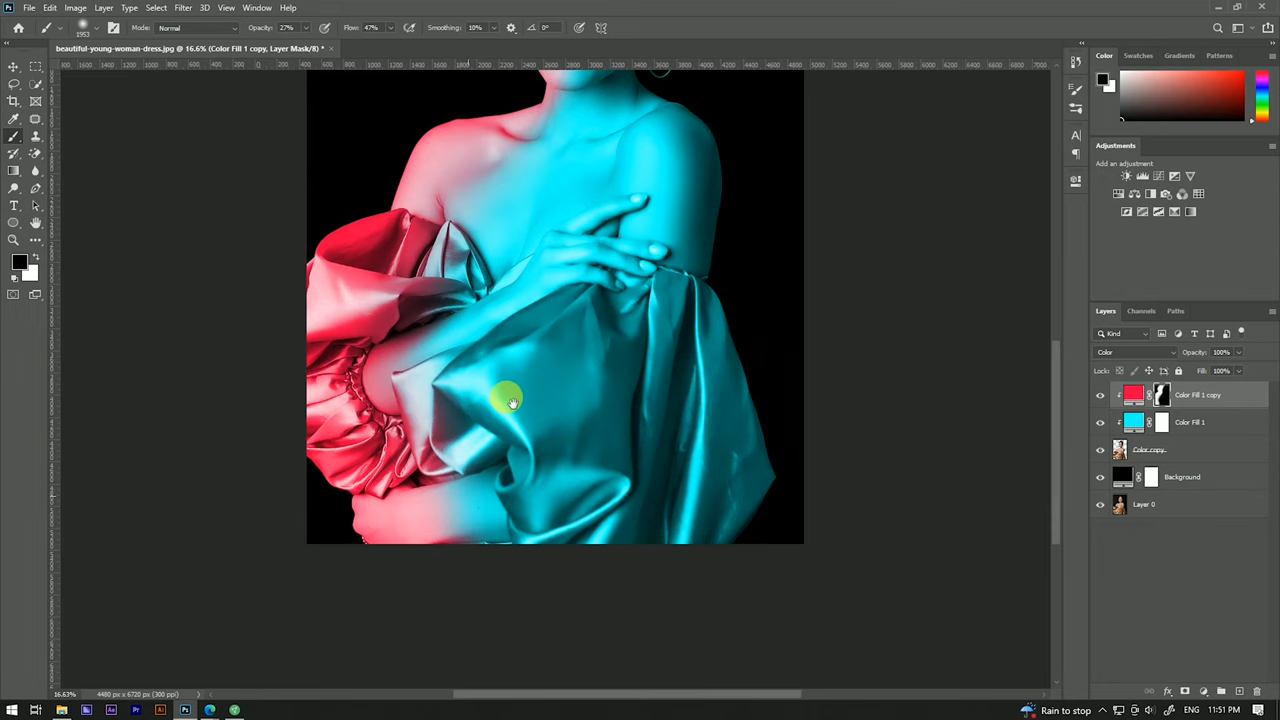 File Edit Image Layer Type Select Filter 3D View Window Help
1953 Mode: Normal Opacity: 27% Flow: 47% Smoothing: 10% 0°
beautiful-young-woman-dress.jpg @ 16.6% (Color Fill 1 copy, Layer Mask/8) *
Color Swatches Gradients Patterns
Adjustments
Add an adjustment
Layers Channels Paths
Kind
Color Opacity: 100%
Lock: Fill: 100%
Color Fill 1 copy
Color Fill 1
Color copy
Background
Layer 0
16.63% 4480 px x 6720 px (300 ppi)
Rain to stop ENG 11:51 PM